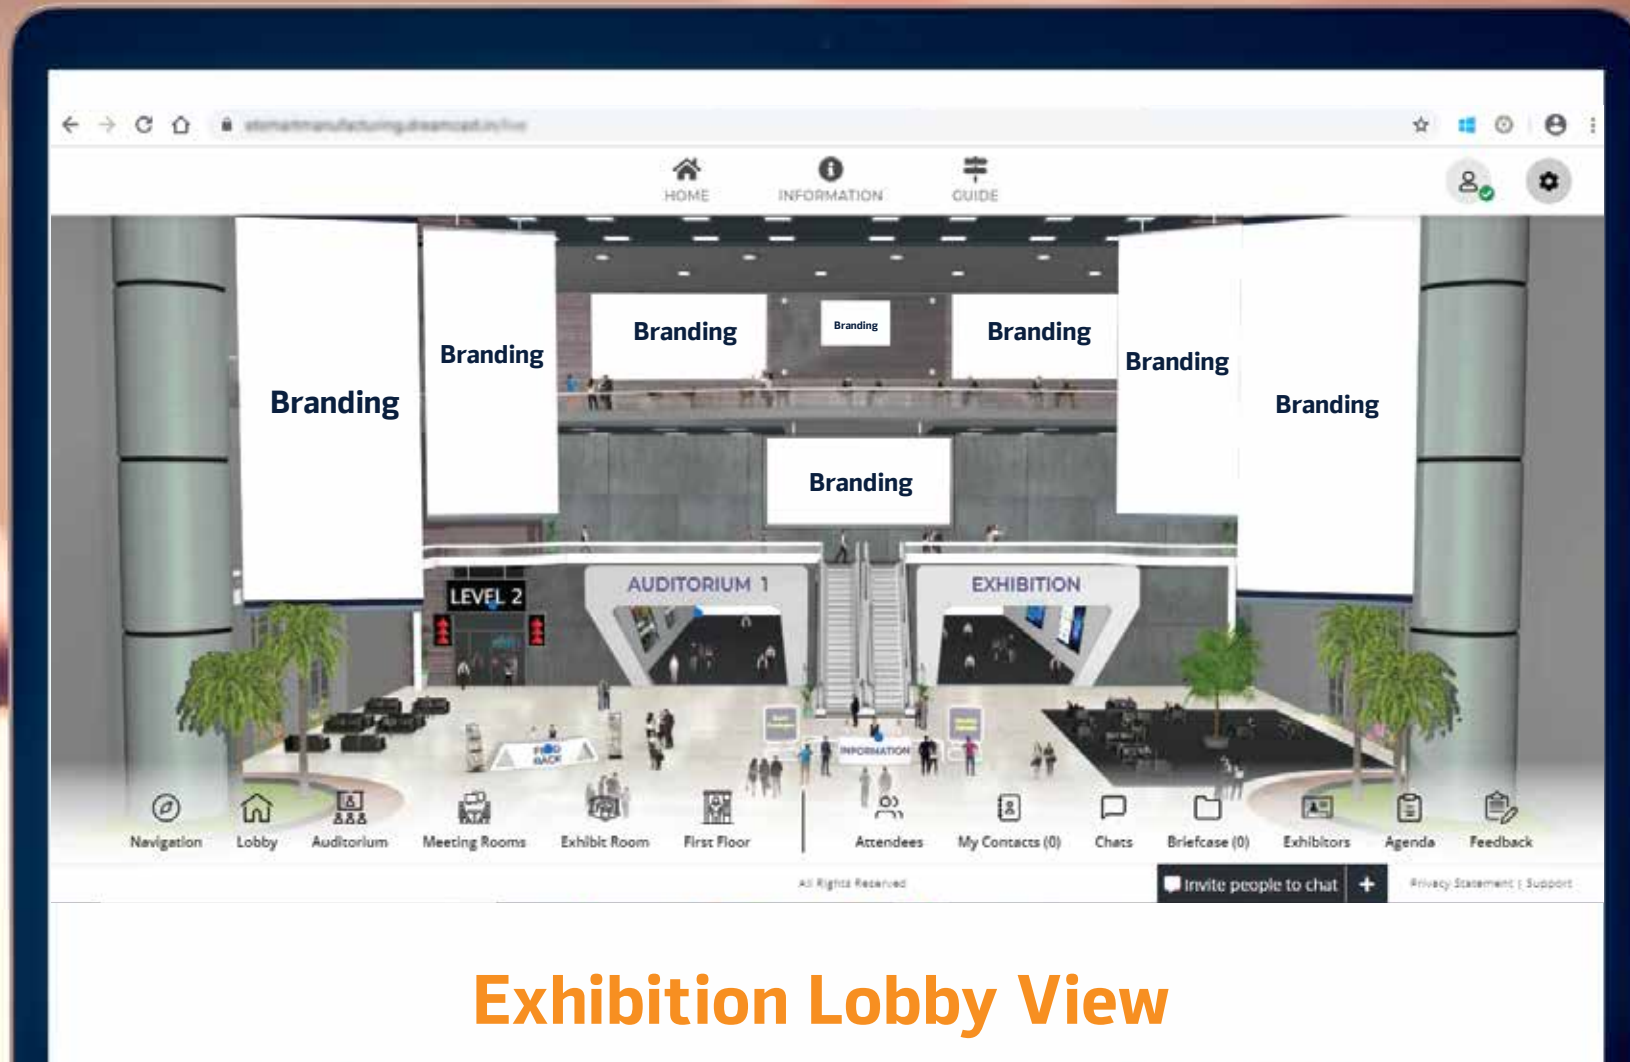 HOME
INFORMATION
GUIDE
Branding
Branding
Branding
Branding
Branding
Branding
Branding
Branding
LEVEL 2
AUDITORIUM 1
EXHIBITION
INFORMATION
Navigation
Lobby
Auditorium
Meeting Rooms
Exhibit Room
First Floor
Attendees
My Contacts (0)
Chats
Briefcase (0)
Exhibitors
Agenda
Feedback
All Rights Reserved
Invite people to chat +
Privacy Statement | Support
Exhibition Lobby View